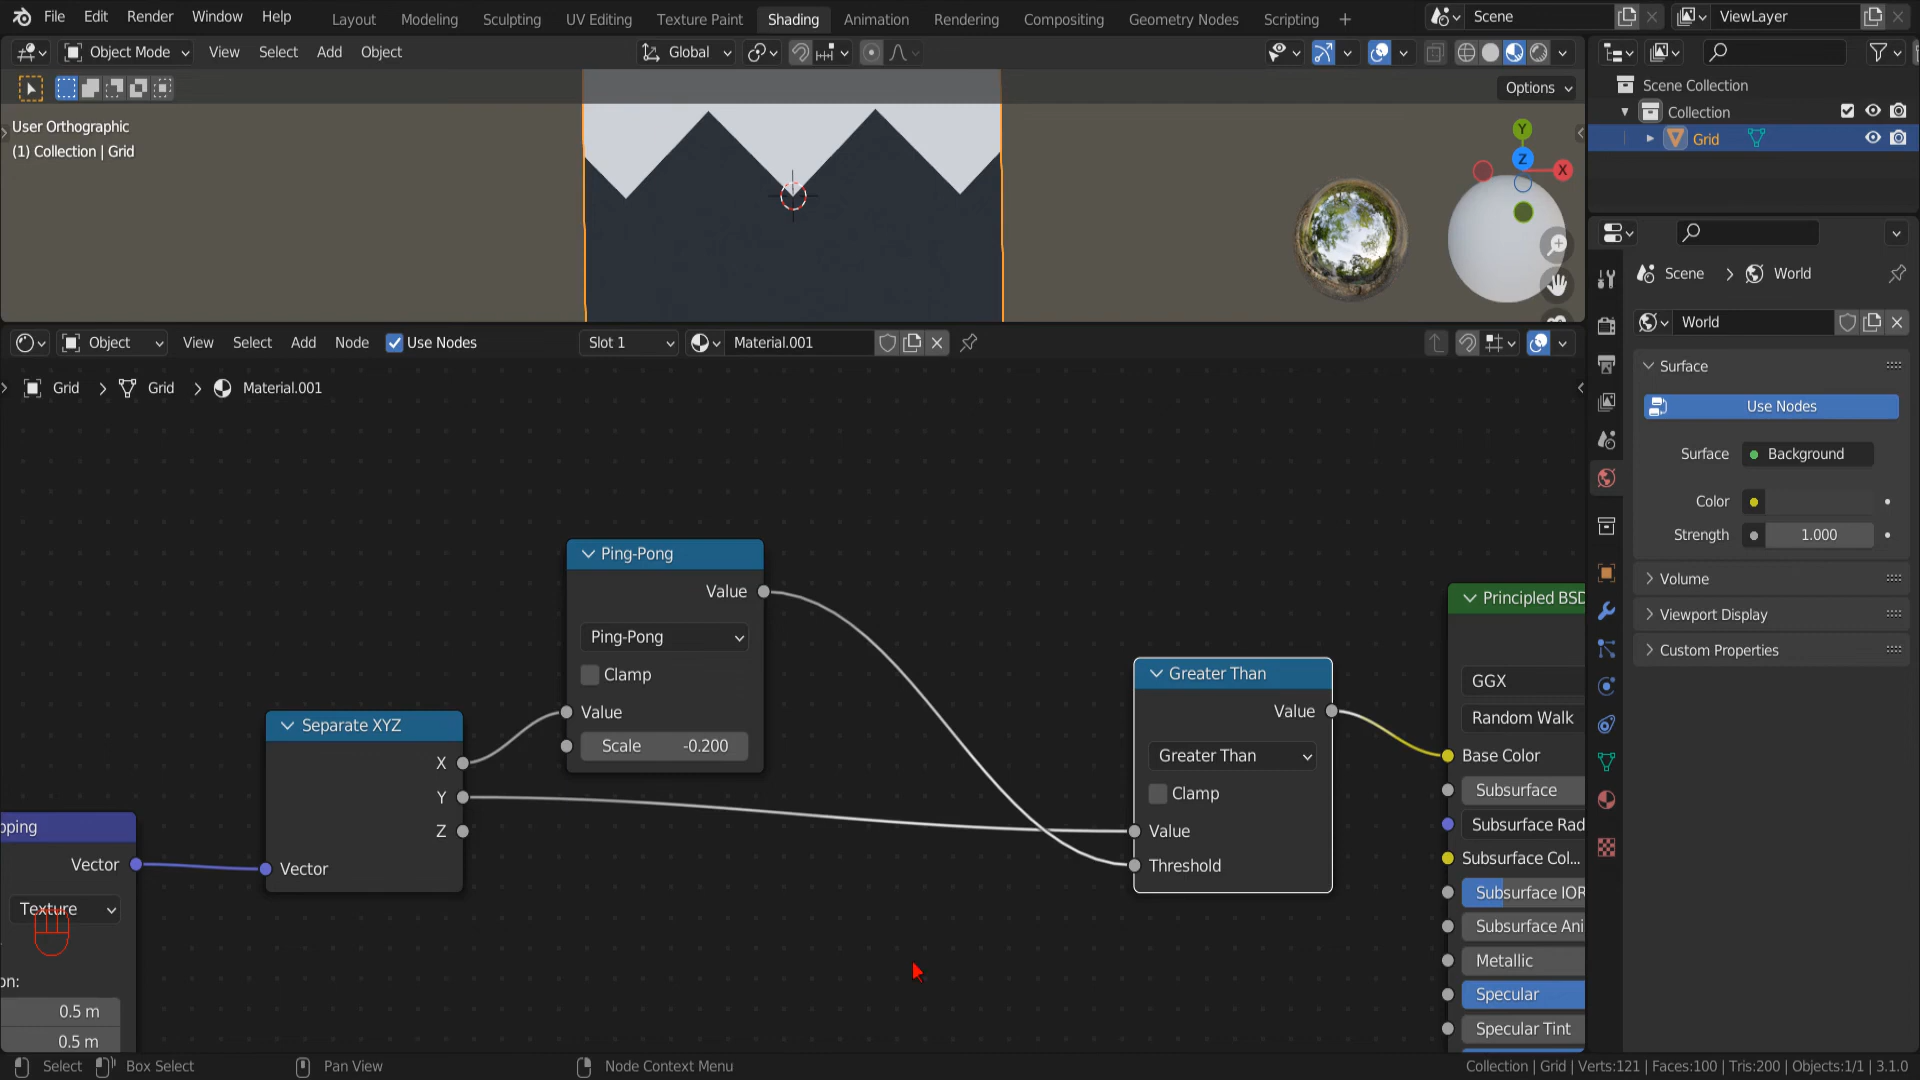 File Edit Render Window Help Layout Modeling Sculpting UV Editing Texture Paint Shading Animation Rendering Compositing Geometry Nodes Scripting + Scene ViewLayer
Object Mode View Select Add Object Global
Options
User Orthographic
(1) Collection | Grid
Y
Z
X
Scene Collection
Collection
Grid
Scene > World
World
Surface
Use Nodes
Surface Background
Color
Strength 1.000
Volume
Viewport Display
Custom Properties
Object View Select Add Node Use Nodes Slot 1 Material.001
Grid > Grid > Material.001
Ping-Pong
Value
Ping-Pong
Clamp
Value
Scale -0.200
Separate XYZ
X
Y
Z
Vector
pping
Vector
Texture
on:
0.5 m
0.5 m
Greater Than
Value
Greater Than
Clamp
Value
Threshold
Principled BSD
GGX
Random Walk
Base Color
Subsurface
Subsurface Rad
Subsurface Col...
Subsurface IOR
Subsurface Ani
Metallic
Specular
Specular Tint
Select Box Select Pan View Node Context Menu Collection | Grid | Verts:121 | Faces:100 | Tris:200 | Objects:1/1 | 3.1.0